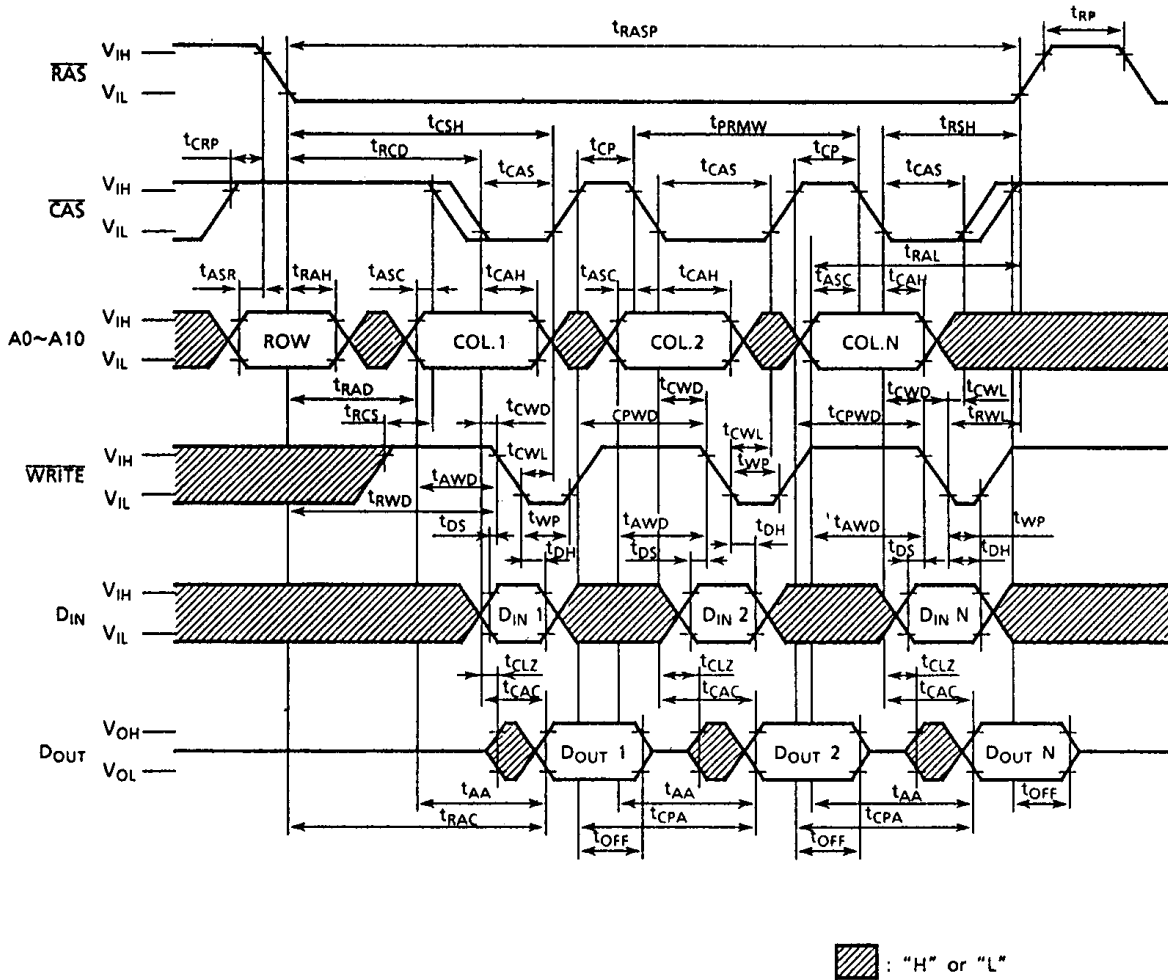 tRASP tRP
VIH
RAS
VIL
tCSH tPRMW tRSH
tCRP tRCD tCP tCP
tCAS tCAS tCAS
VIH
CAS
VIL
tRAL
tASR tRAH tASC tCAH tASC tCAH tASC tCAH
VIH
A0~A10 ROW COL.1 COL.2 COL.N
VIL
tRAD tCWD tCWD tCWL
tRCS tCWD CPWD tCPWD tRWL
VIH tCWL tCWL
WRITE tWP
VIL tAWD
tRWD tWP tAWD ' tAWD tWP
tDS tDH tDS tDH tDS tDH
VIH
DIN DIN 1 DIN 2 DIN N
VIL
tCLZ tCLZ tCLZ
tCAC tCAC tCAC
VOH
DOUT DOUT 1 DOUT 2 DOUT N
VOL
tAA tAA tAA tOFF
tRAC tCPA tCPA
tOFF tOFF
: "H" or "L"